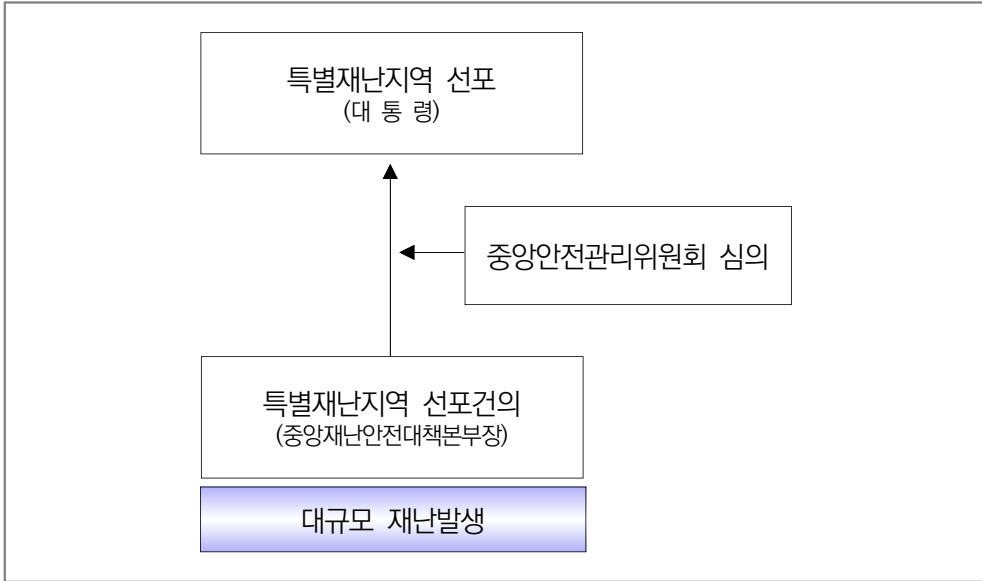 특별재난지역 선포
(대 통 령)
중앙안전관리위원회 심의
특별재난지역 선포건의
(중앙재난안전대책본부장)
대규모 재난발생